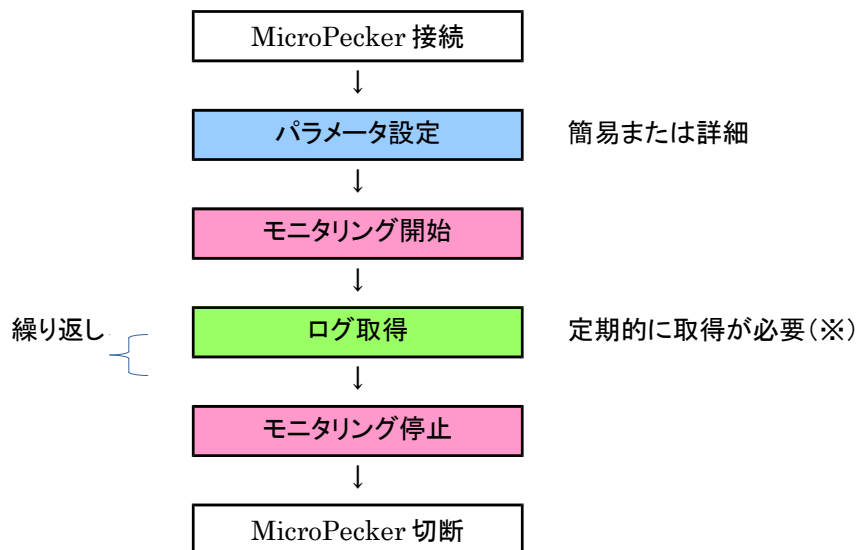 MicroPecker 接続
↓
パラメータ設定 簡易または詳細
↓
モニタリング開始
↓
繰り返し ログ取得 定期的に取得が必要(※)
↓
モニタリング停止
↓
MicroPecker 切断